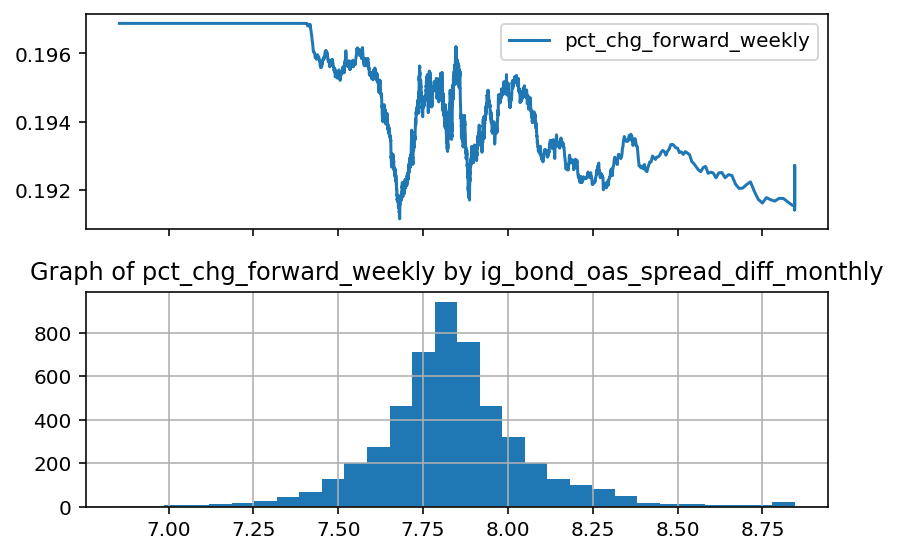 pct_chg_forward_weekly
0.196
0.194
0.192
Graph of pct_chg_forward_weekly by ig_bond_oas_spread_diff_monthly
800
600
400
200
0
7.00 7.25 7.50 7.75 8.00 8.25 8.50 8.75